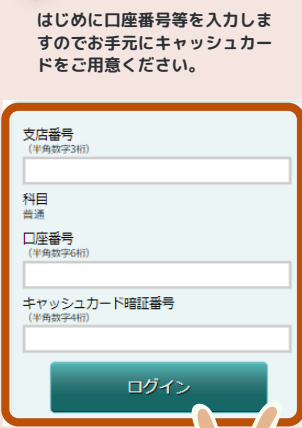 はじめに口座番号等を入力しま
すのでお手元にキャッシュカー
ドをご用意ください。
支店番号
(半角数字3桁)
科目
普通
口座番号
(半角数字6桁)
キャッシュカード暗証番号
(半角数字4桁)
ログイン